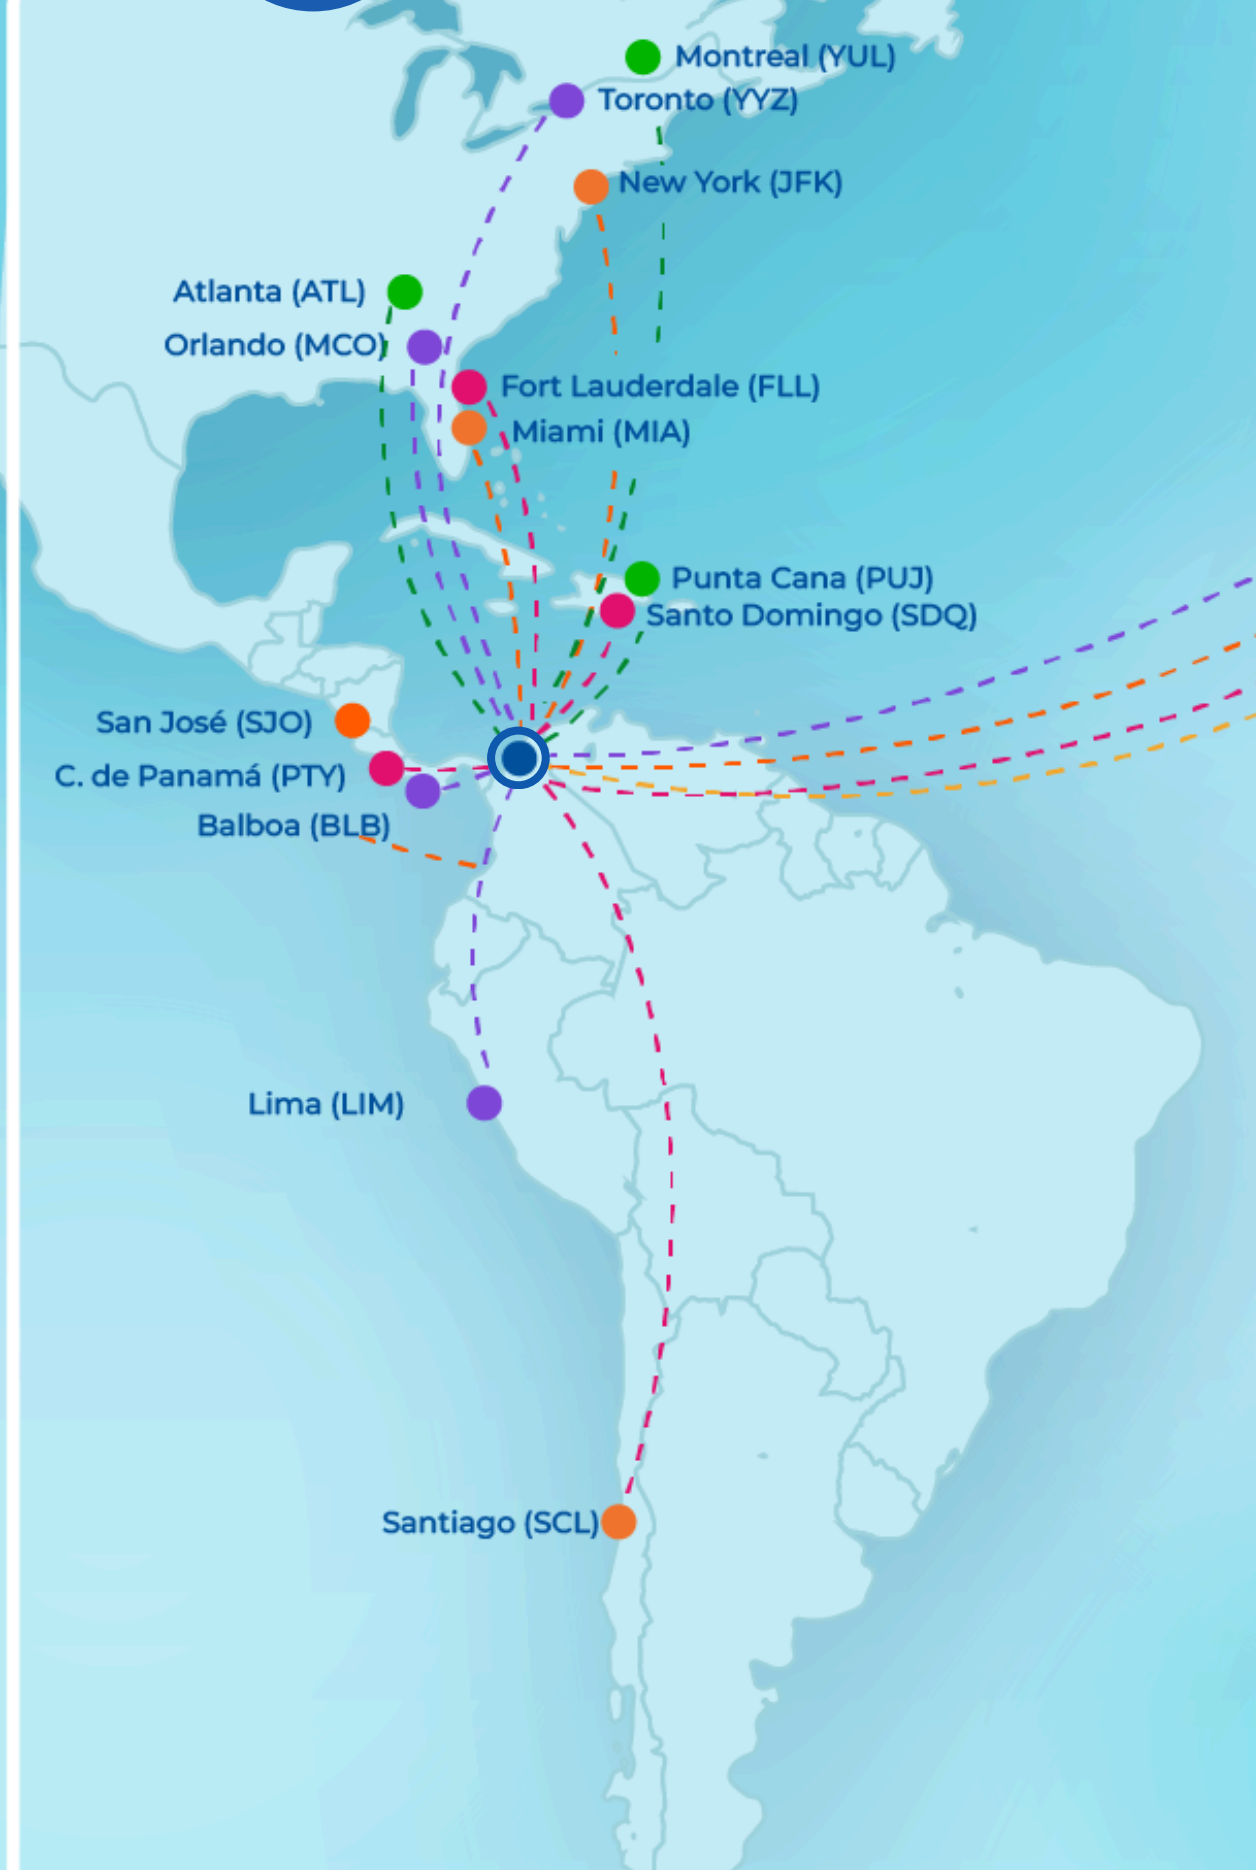 Montreal (YUL)
Toronto (YYZ)
New York (JFK)
Atlanta (ATL)
Orlando (MCO)
Fort Lauderdale (FLL)
Miami (MIA)
Punta Cana (PUJ)
Santo Domingo (SDQ)
San José (SJO)
C. de Panamá (PTY)
Balboa (BLB)
Lima (LIM)
Santiago (SCL)